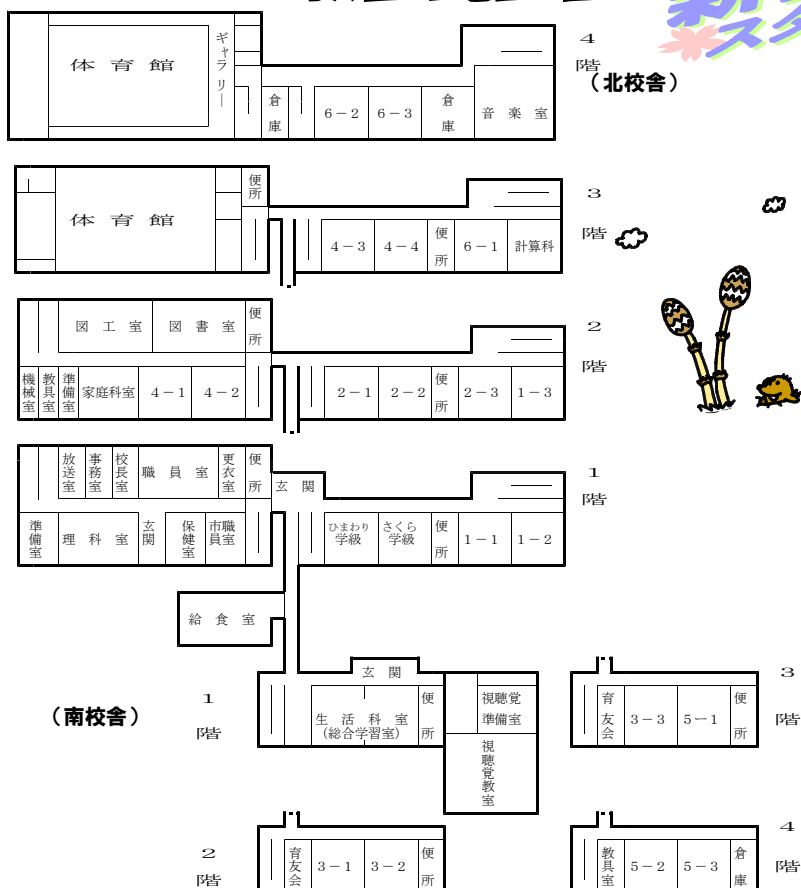 新
スタ
4階
(北校舎)
体育館
ギャラリー
倉庫
6-2
6-3
倉庫
音楽室
3階
体育館
便所
4-3
4-4
便所
6-1
計算科
2階
図工室
図書室
便所
機械室
教具室
準備室
家庭科室
4-1
4-2
2-1
2-2
便所
2-3
1-3
1階
放送室
事務室
校長室
職員室
更衣室
便所
玄関
準備室
理科室
玄関
保健室
市職員室
ひまわり学級
さくら学級
便所
1-1
1-2
給食室
(南校舎)
1階
玄関
生活科室
(総合学習室)
便所
視聴覚準備室
視聴覚教室
3階
育友会
3-3
5-1
便所
2階
育友会
3-1
3-2
便所
4階
教具室
5-2
5-3
倉庫